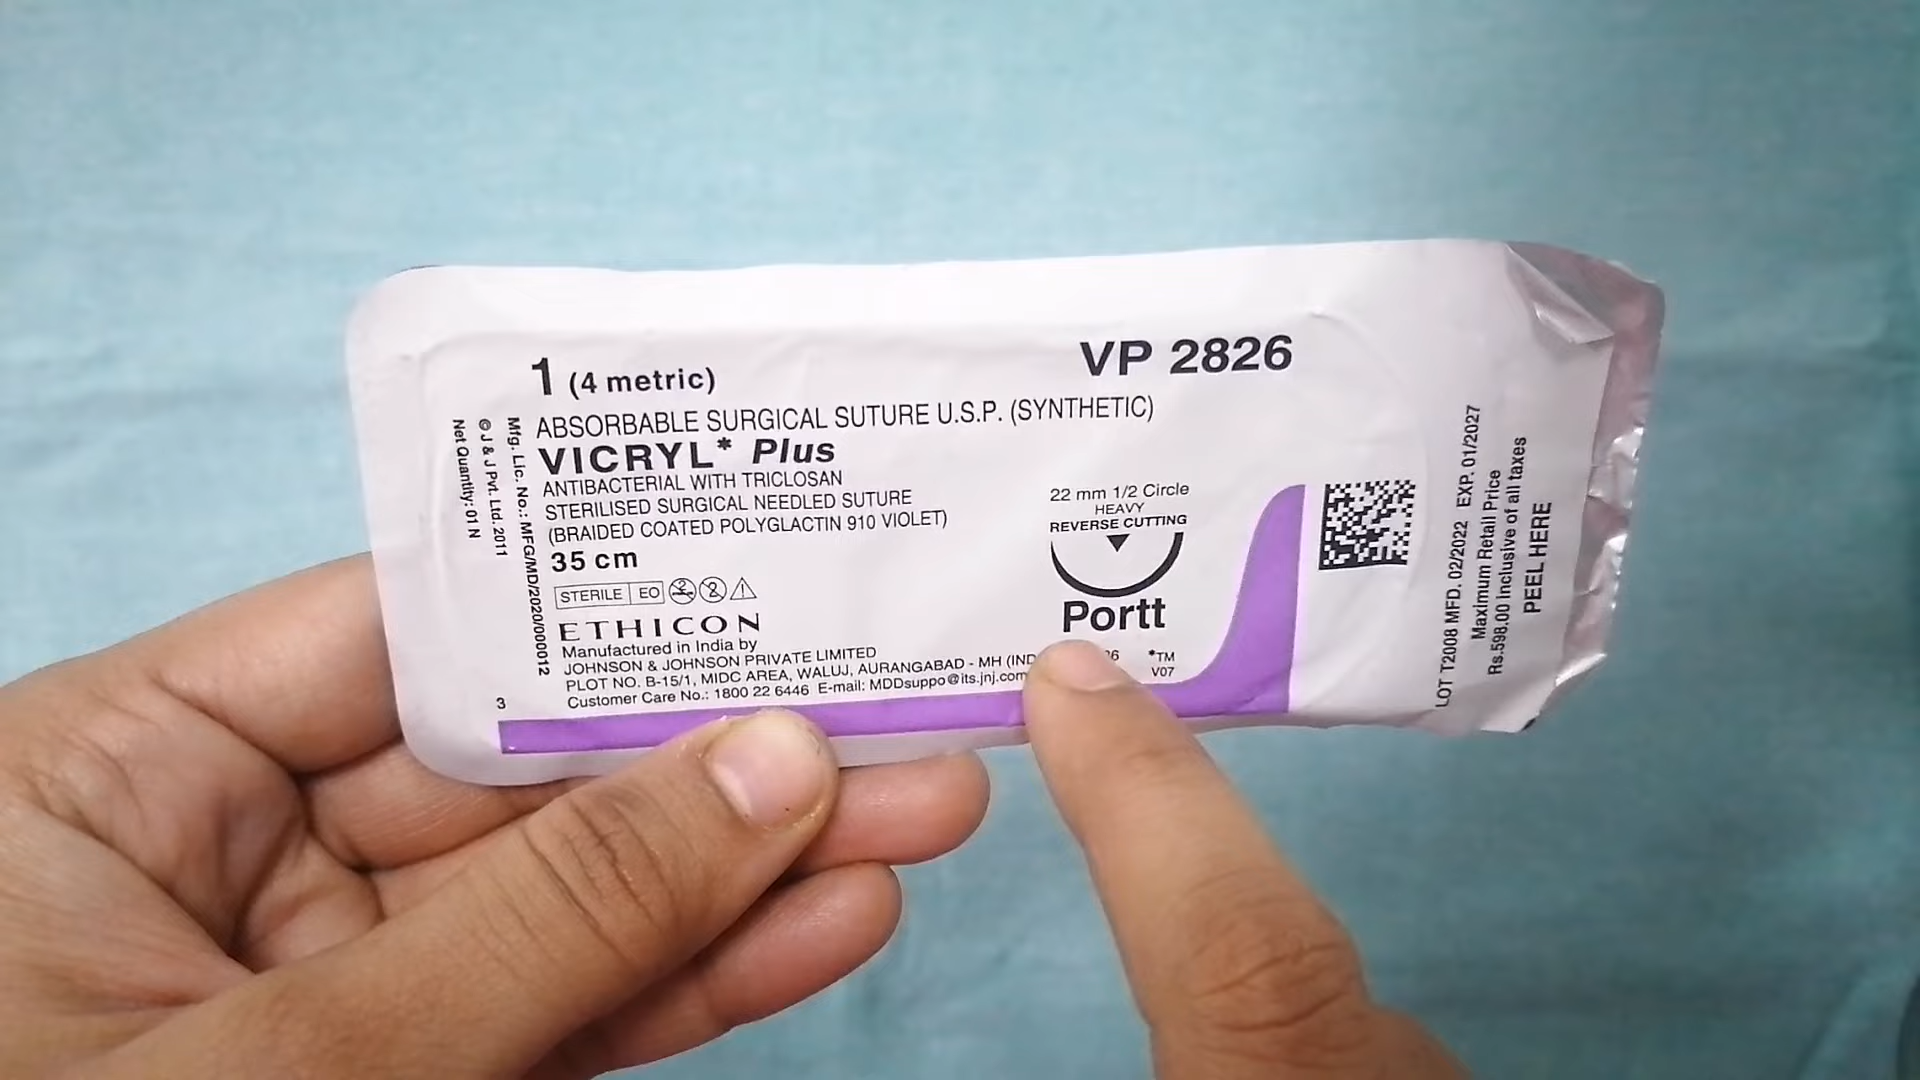 1 (4 metric)
VP 2826
ABSORBABLE SURGICAL SUTURE U.S.P. (SYNTHETIC)
VICRYL* Plus
ANTIBACTERIAL WITH TRICLOSAN
STERILISED SURGICAL NEEDLED SUTURE
(BRAIDED COATED POLYGLACTIN 910 VIOLET)
35 cm
STERILE EO 2
ETHICON
Manufactured in India by
JOHNSON & JOHNSON PRIVATE LIMITED
PLOT NO. B-15/1, MIDC AREA, WALUJ, AURANGABAD - MH
Customer Care No.: 1800 22 6446 E-mail: MDDsuppo@its.jnj.com
22 mm 1/2 Circle
HEAVY
REVERSE CUTTING
Portt
*TM
V07
3
Mfg. Lic. No.: MFG/MD/2020/000012
© J & J Pvt. Ltd. 2011
Net Quantity: 01 N
LOT T2008 MFD. 02/2022 EXP. 01/2027
Maximum Retail Price
Rs.598.00 inclusive of all taxes
PEEL HERE